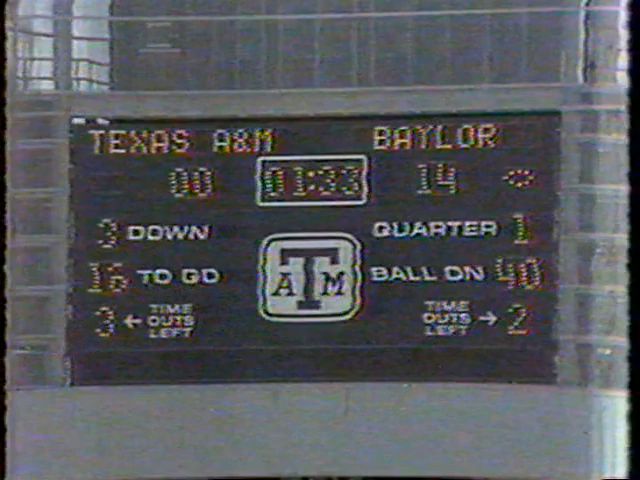 TEXAS A&M BAYLOR
00 01:33 14
DOWN QUARTER 1
16 TO GO ATM BALL ON 40
3 ← TIME OUTS LEFT TIME OUTS LEFT → 2